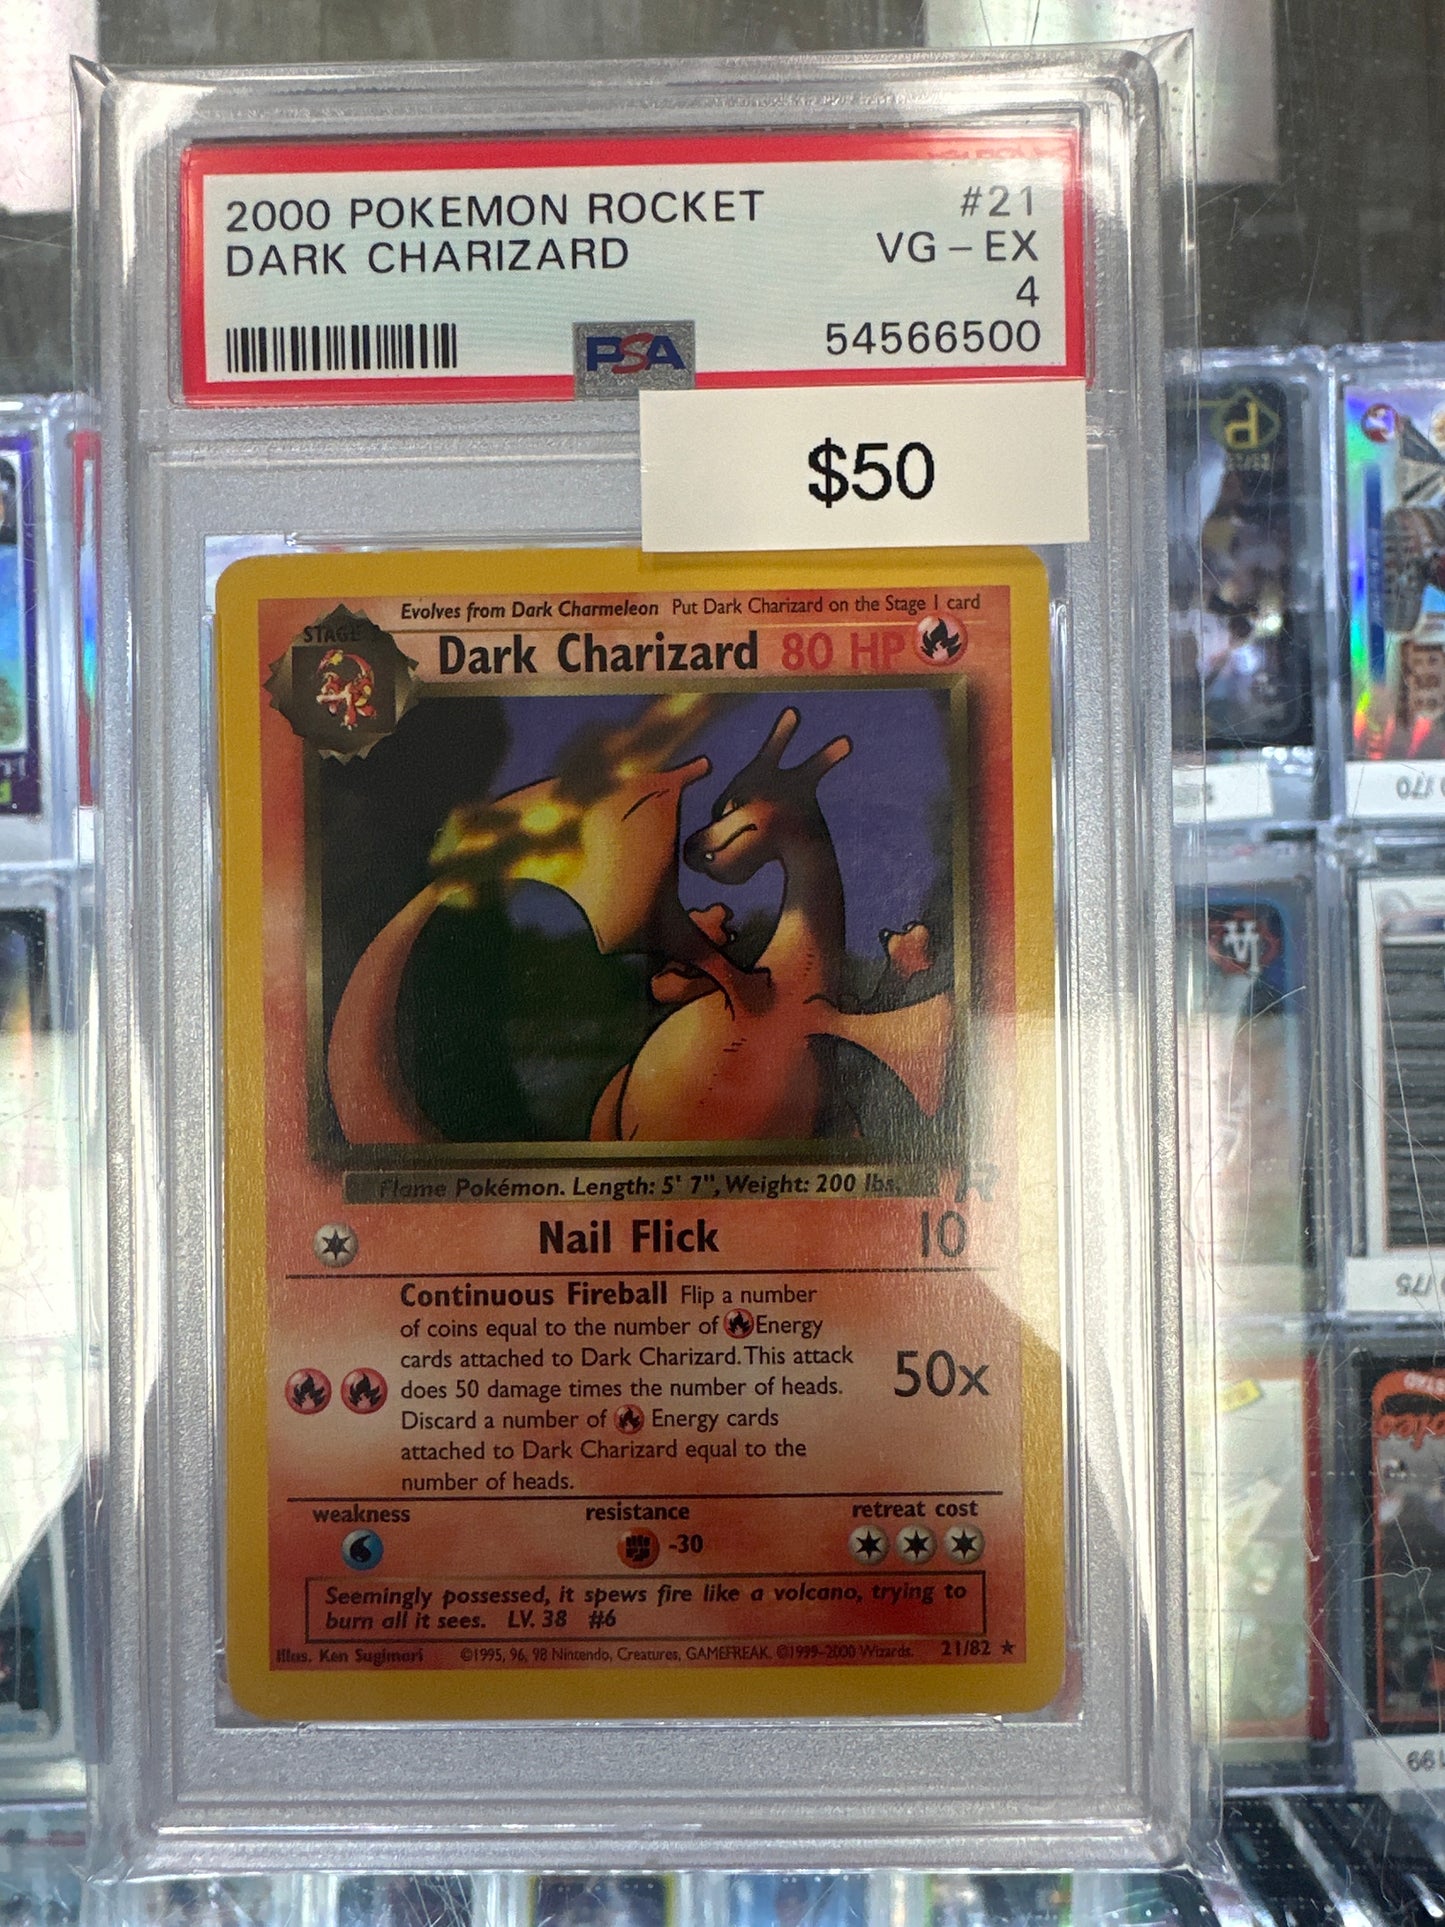 2000 POKEMON ROCKET #21
DARK CHARIZARD VG - EX
4
PSA 54566500
$50
Evolves from Dark Charmeleon Put Dark Charizard on the Stage 1 card
STAGE
Dark Charizard 80 HP
Flame Pokémon. Length: 5' 7", Weight: 200 lbs.
R
Nail Flick 10
Continuous Fireball Flip a number
of coins equal to the number of Energy
cards attached to Dark Charizard. This attack
does 50 damage times the number of heads. 50x
Discard a number of Energy cards
attached to Dark Charizard equal to the
number of heads.
weakness resistance retreat cost
-30
Seemingly possessed, it spews fire like a volcano, trying to
burn all it sees. LV. 38 #6
Illus. Ken Sugimori ©1995, 96, 98 Nintendo, Creatures, GAMEFREAK. ©1999-2000 Wizards. 21/82 ★